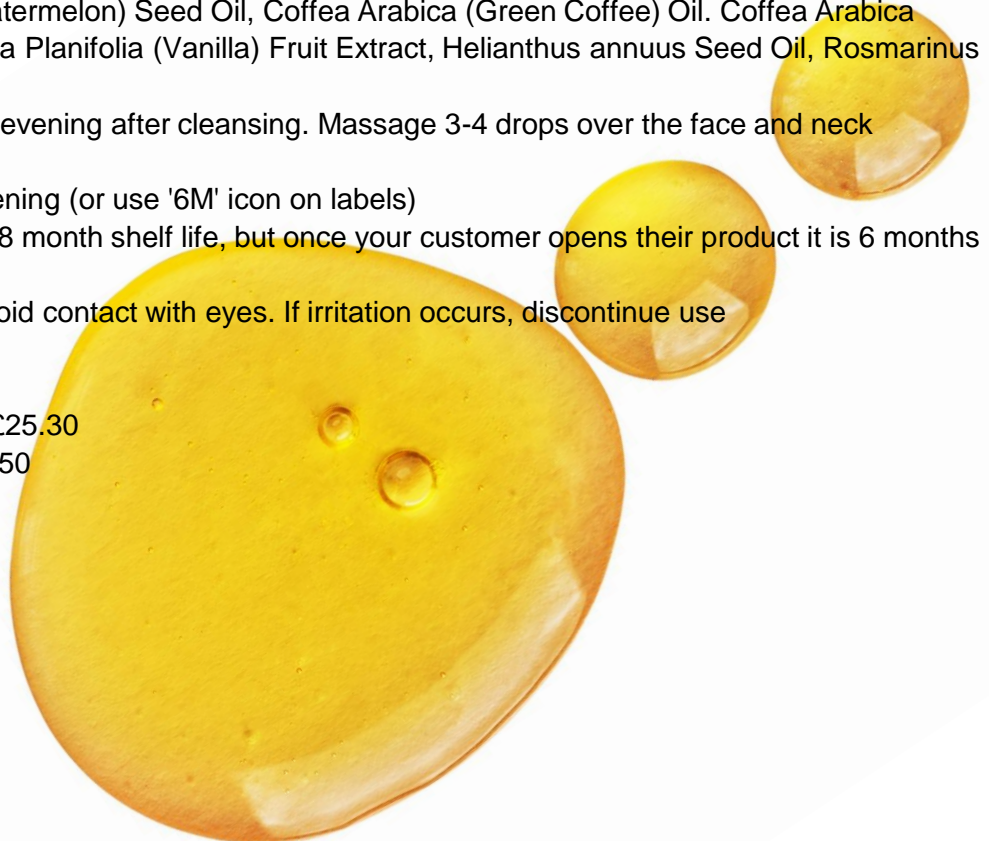 atermelon) Seed Oil, Coffea Arabica (Green Coffee) Oil. Coffea Arabica
a Planifolia (Vanilla) Fruit Extract, Helianthus annuus Seed Oil, Rosmarinus
evening after cleansing. Massage 3-4 drops over the face and neck
ening (or use '6M' icon on labels)
8 month shelf life, but once your customer opens their product it is 6 months
oid contact with eyes. If irritation occurs, discontinue use
£25.30
50